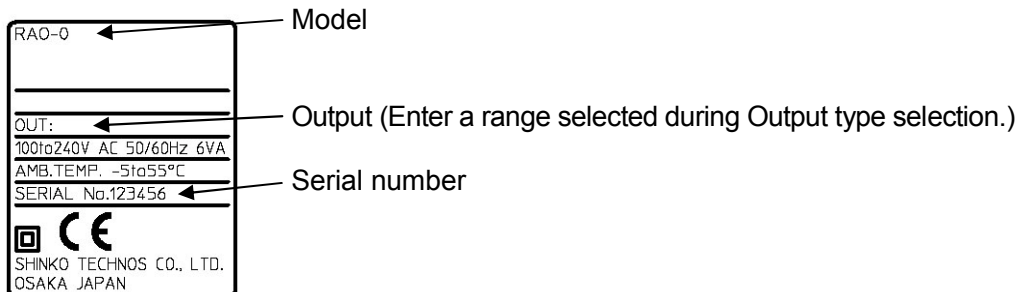 RAO-0
Model
OUT:
Output (Enter a range selected during Output type selection.)
100to240V AC 50/60Hz 6VA
AMB.TEMP. -5to55°C
SERIAL No.123456
Serial number
CE
SHINKO TECHNOS CO., LTD.
OSAKA JAPAN